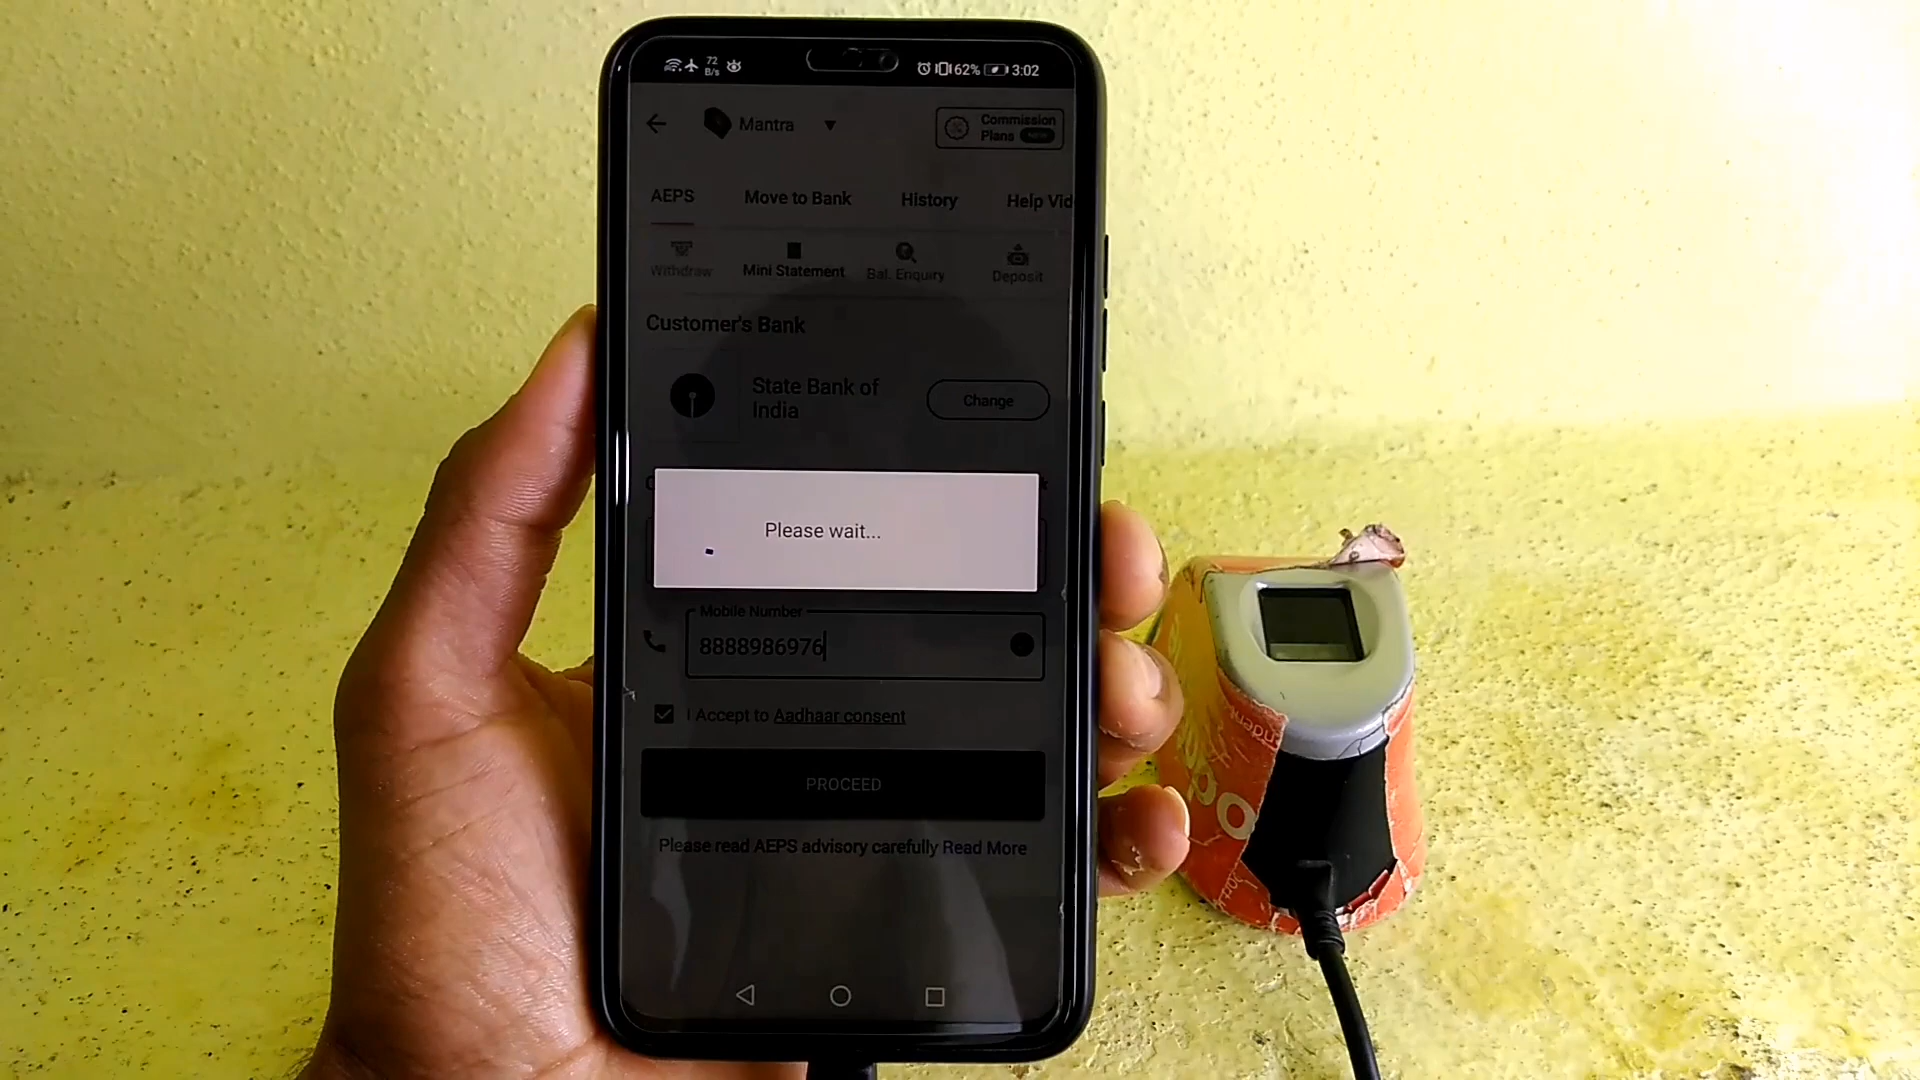 72
B/s
62%
3:02
Mantra
Commission
Plans
AEPS
Move to Bank
History
Help Vid
Withdraw
Mini Statement
Bal. Enquiry
Deposit
Customer's Bank
State Bank of
India
Change
Please wait...
Mobile Number
8888986976
I Accept to Aadhaar consent
PROCEED
Please read AEPS advisory carefully Read More